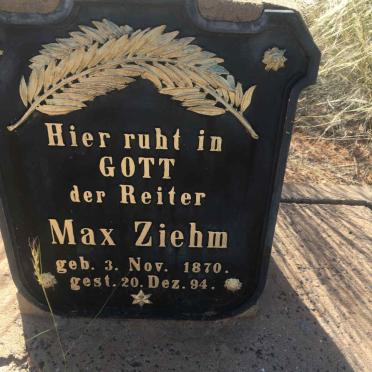 Hier ruht in
GOTT
der Reiter
Max Ziehm
geb. 3. Nov. 1870.
gest. 20. Dez. 94.